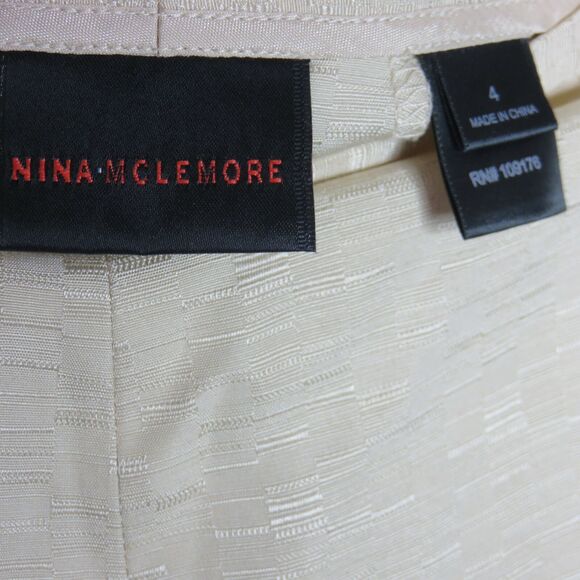 NINA·MCLEMORE
4
MADE IN CHINA
RN# 109176